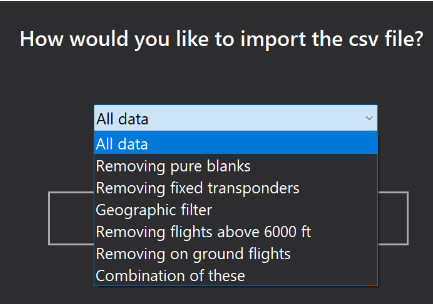 How would you like to import the csv file?
All data
All data
Removing pure blanks
Removing fixed transponders
Geographic filter
Removing flights above 6000 ft
Removing on ground flights
Combination of these